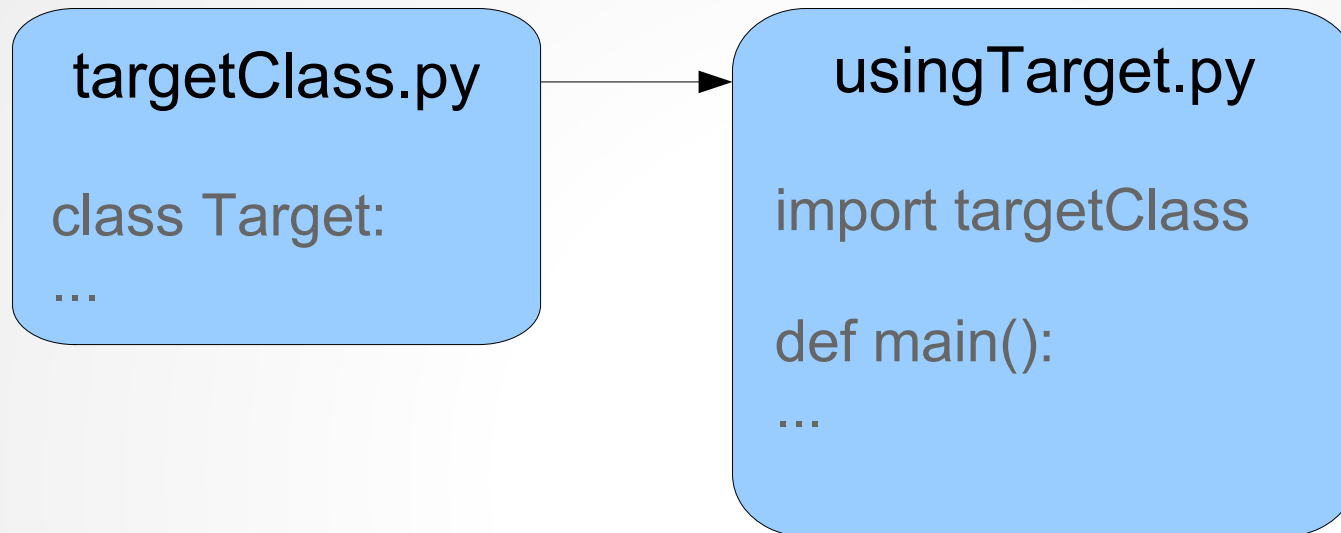 targetClass.py
class Target:
...
usingTarget.py
import targetClass
def main():
...